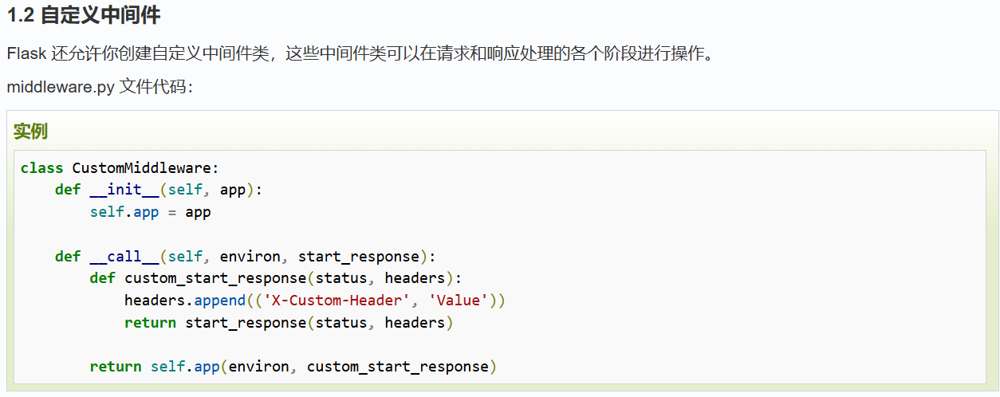 1.2 自定义中间件
Flask 还允许你创建自定义中间件类，这些中间件类可以在请求和响应处理的各个阶段进行操作。
middleware.py 文件代码：
实例
class CustomMiddleware:
    def __init__(self, app):
        self.app = app
    def __call__(self, environ, start_response):
        def custom_start_response(status, headers):
            headers.append(('X-Custom-Header', 'Value'))
            return start_response(status, headers)
        return self.app(environ, custom_start_response)